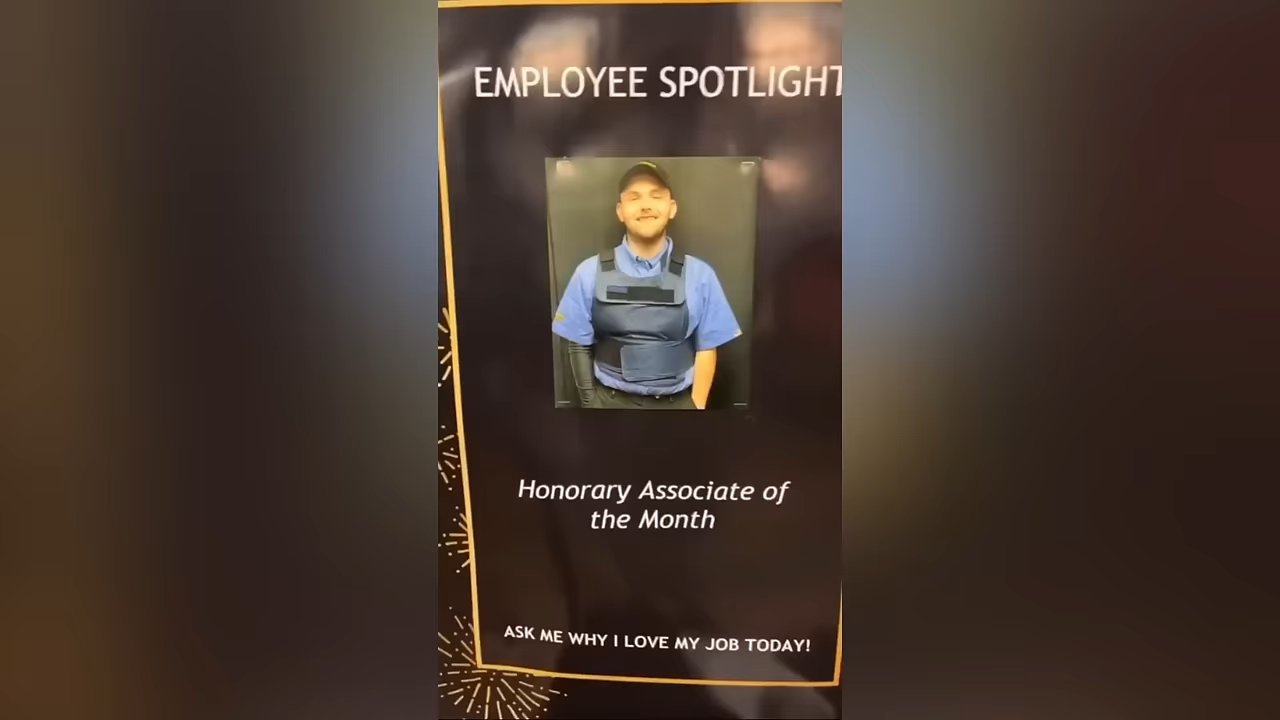 EMPLOYEE SPOTLIGHT
Honorary Associate of
the Month
ASK ME WHY I LOVE MY JOB TODAY!